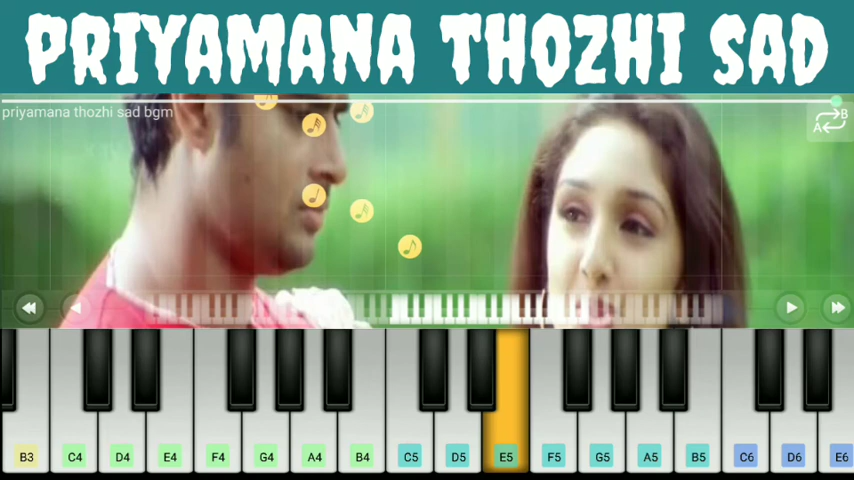 PRIYAMANA THOZHI SAD
priyamana thozhi sad bgm
A B
B3 C4 D4 E4 F4 G4 A4 B4 C5 D5 E5 F5 G5 A5 B5 C6 D6 E6